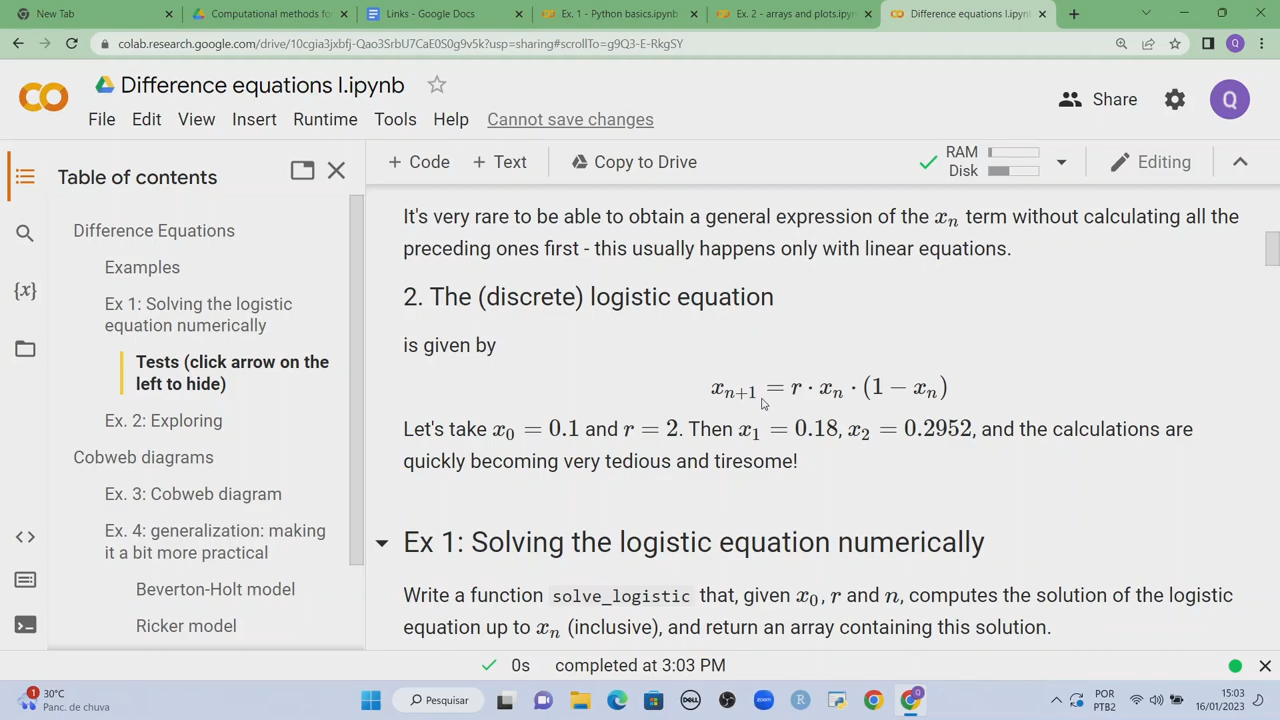 New Tab
Computational methods for
Links - Google Docs
Ex. 1 - Python basics.ipynb
Ex. 2 - arrays and plots.ipynb
Difference equations I.ipynb
colab.research.google.com/drive/10cgia3jxbfj-Qao3SrbU7CaE0S0g9v5k?usp=sharing#scrollTo=g9Q3-E-RkgSY
Q
Difference equations I.ipynb
File Edit View Insert Runtime Tools Help Cannot save changes
Share
Q
+ Code + Text
Copy to Drive
RAM
Disk
Editing
Table of contents
Difference Equations
Examples
Ex 1: Solving the logistic
equation numerically
Tests (click arrow on the
left to hide)
Ex. 2: Exploring
Cobweb diagrams
Ex. 3: Cobweb diagram
Ex. 4: generalization: making
it a bit more practical
Beverton-Holt model
Ricker model
{x}
<>
It's very rare to be able to obtain a general expression of the xₙ term without calculating all the
preceding ones first - this usually happens only with linear equations.
2. The (discrete) logistic equation
is given by
xₙ₊₁ = r · xₙ · (1 − xₙ)
Let's take x₀ = 0.1 and r = 2. Then x₁ = 0.18, x₂ = 0.2952, and the calculations are
quickly becoming very tedious and tiresome!
Ex 1: Solving the logistic equation numerically
Write a function solve_logistic that, given x₀, r and n, computes the solution of the logistic
equation up to xₙ (inclusive), and return an array containing this solution.
0s completed at 3:03 PM
1
30°C
Parc de chuva
Pesquisar
DELL
R
Q
POR
PTB2
15:03
16/01/2023